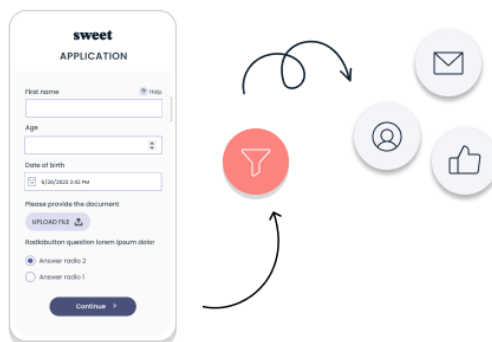 sweet
APPLICATION
First name
? Help
Age
Date of birth
6/26/2023 2:42 PM
Please provide the document
UPLOAD FILE
Radiobutton question lorem ipsum dolor
Answer radio 2
Answer radio 1
Continue >